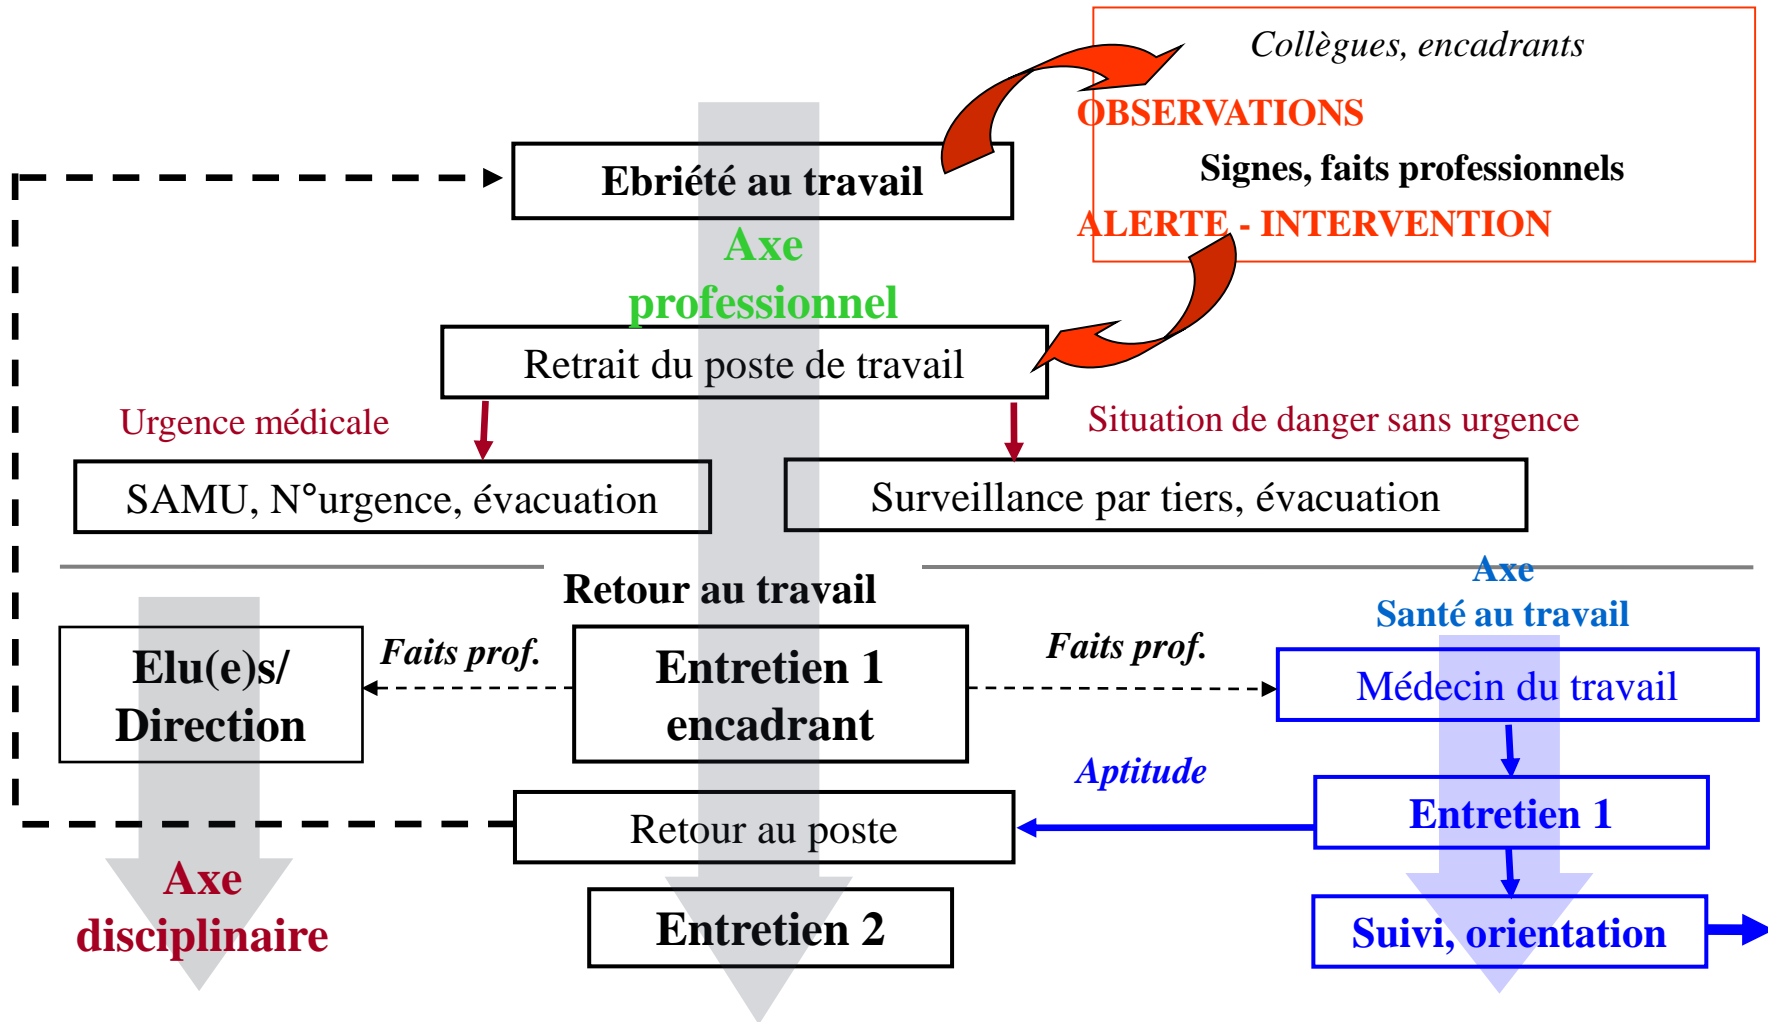 Collègues, encadrants
OBSERVATIONS
Signes, faits professionnels
ALERTE - INTERVENTION
Ebriété au travail
Axe
professionnel
Retrait du poste de travail
Urgence médicale
Situation de danger sans urgence
SAMU, N°urgence, évacuation
Surveillance par tiers, évacuation
Retour au travail
Axe
Santé au travail
Elu(e)s/
Direction
Faits prof.
Entretien 1
encadrant
Faits prof.
Médecin du travail
Aptitude
Retour au poste
Entretien 1
Axe
disciplinaire
Entretien 2
Suivi, orientation